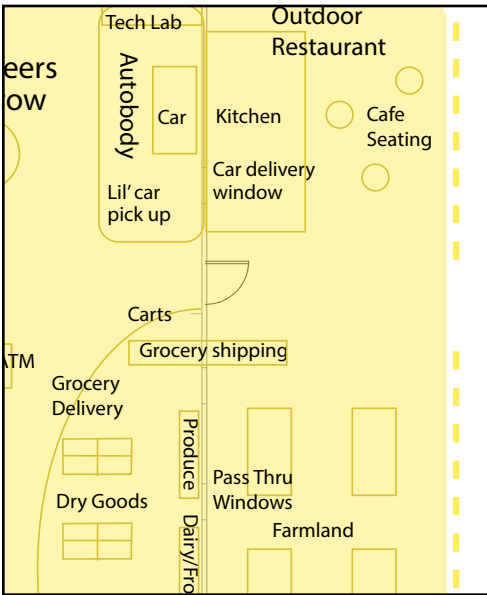 Tech Lab
Outdoor
Restaurant
eers
ow
Autobody
Car
Kitchen
Cafe
Seating
Car delivery
window
Lil' car
pick up
Carts
Grocery shipping
ATM
Grocery
Delivery
Produce
Pass Thru
Windows
Dry Goods
Dairy/Fro
Farmland